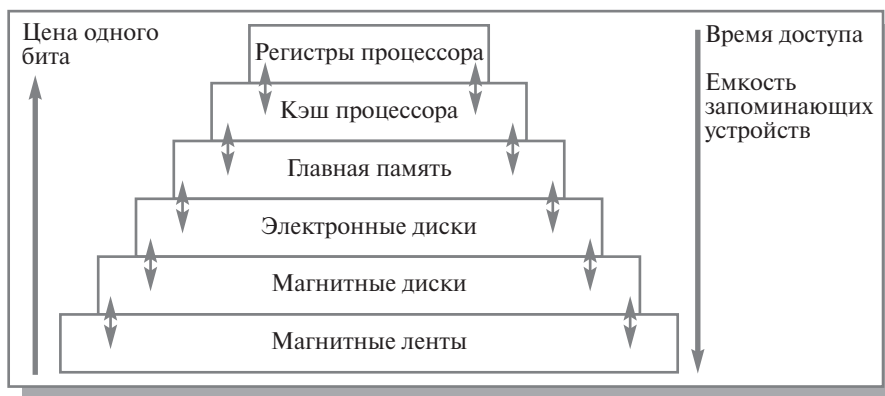 Цена одного
бита
Регистры процессора
Кэш процессора
Главная память
Электронные диски
Магнитные диски
Магнитные ленты
Время доступа
Емкость
запоминающих
устройств